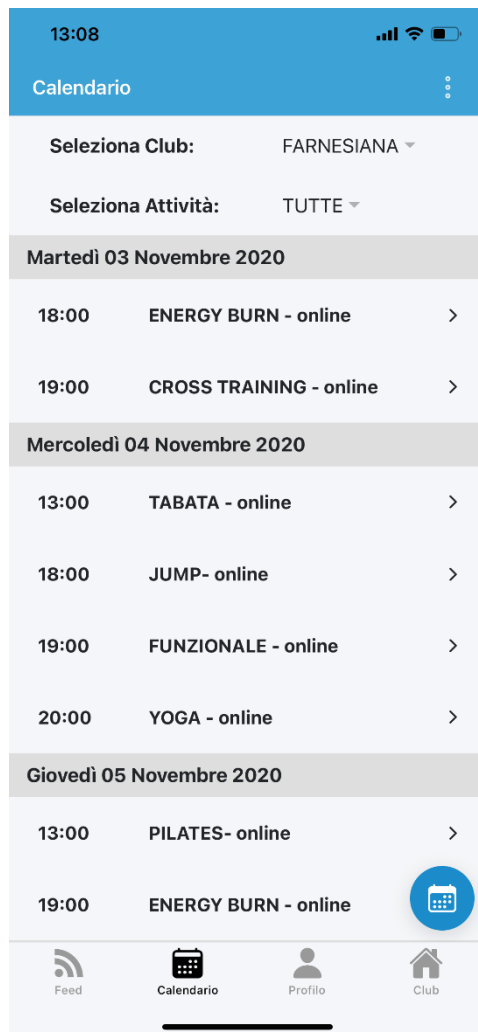 13:08
Calendario
Seleziona Club: FARNESIANA
Seleziona Attività: TUTTE
Martedì 03 Novembre 2020
18:00 ENERGY BURN - online
19:00 CROSS TRAINING - online
Mercoledì 04 Novembre 2020
13:00 TABATA - online
18:00 JUMP- online
19:00 FUNZIONALE - online
20:00 YOGA - online
Giovedì 05 Novembre 2020
13:00 PILATES- online
19:00 ENERGY BURN - online
Feed Calendario Profilo Club